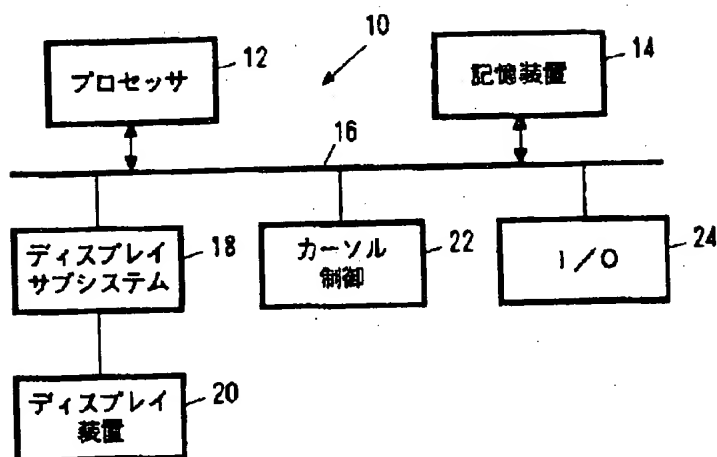 10
プロセッサ
12
記憶装置
14
16
ディスプレイ
サブシステム
18
カーソル
制御
22
I/O
24
ディスプレイ
装置
20